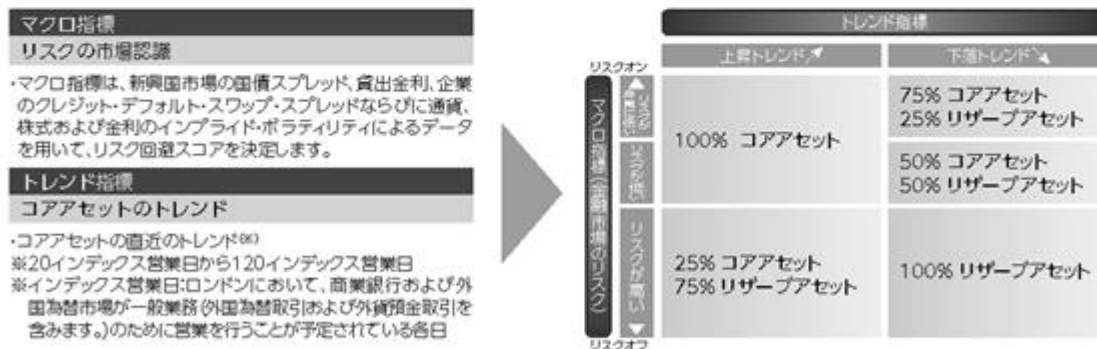 マクロ指標
リスクの市場認識
・マクロ指標は、新興国市場の国債スプレッド、貸出金利、企業
のクレジット・デフォルト・スワップ・スプレッドならびに通貨、
株式および金利のインプライド・ボラティリティによるデータ
を用いて、リスク回避スコアを決定します。
トレンド指標
コアアセットのトレンド
・コアアセットの直近のトレンド(※)
※20インデックス営業日から120インデックス営業日
※インデックス営業日:ロンドンにおいて、商業銀行および外
国為替市場が一般業務(外国為替取引および外貨預金取引を
含みます。)のために営業を行うことが予定されている各日
トレンド指標
上昇トレンド
下落トレンド
リスクオン
マクロ指標(金融市場のリスク)
リスクが
リスクが低い
リスクが高い
リスクオフ
100% コアアセット
75% コアアセット
25% リザーブアセット
50% コアアセット
50% リザーブアセット
25% コアアセット
75% リザーブアセット
100% リザーブアセット